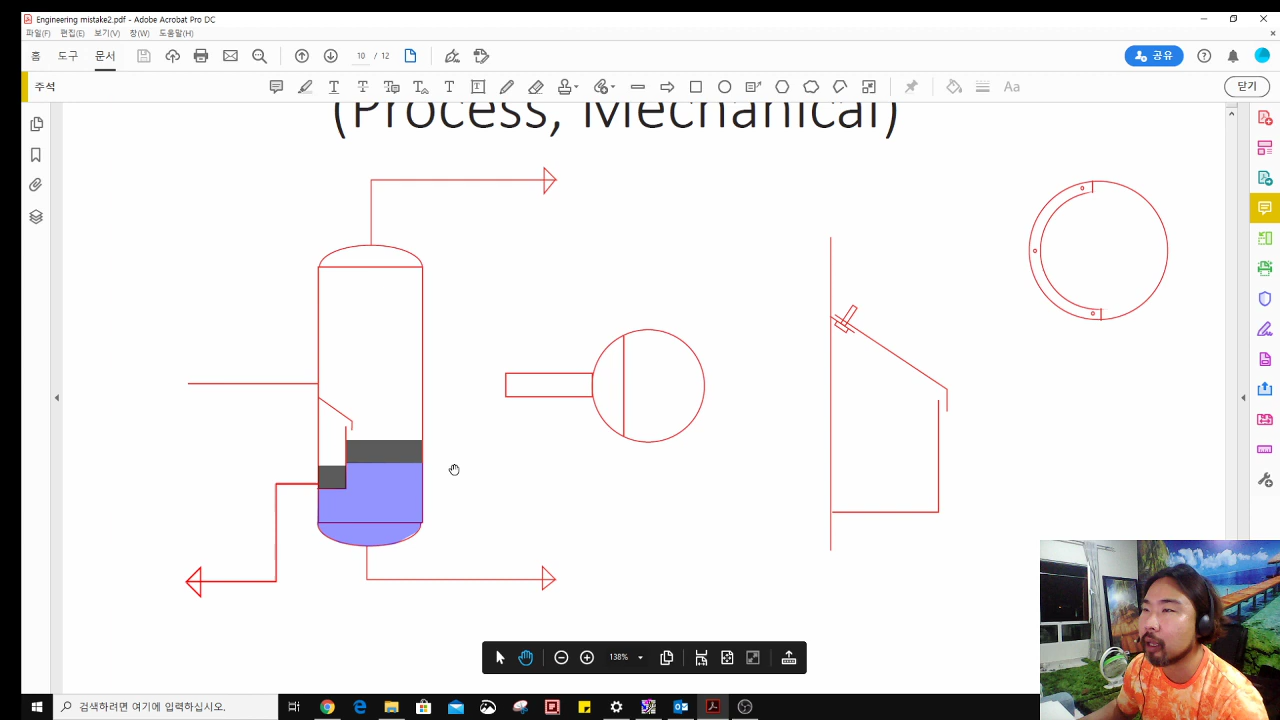 Engineering mistake2.pdf - Adobe Acrobat Pro DC
파일(F) 편집(E) 보기(V) 창(W) 도움말(H)
홈 도구 문서 10 / 12 공유
주석 Aa 닫기
(Process, Mechanical)
138%
검색하려면 여기에 입력하십시오.